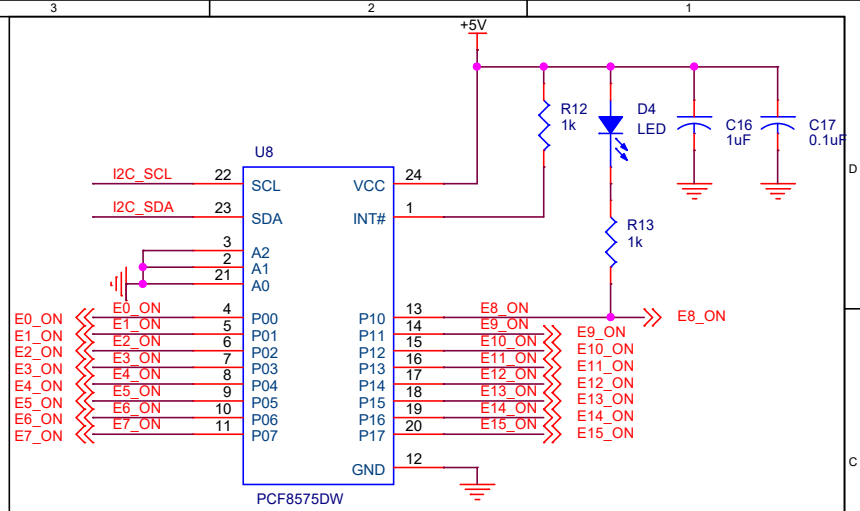 3 2 1
+5V
R12 D4
1k LED
C16 C17
1uF 0.1uF
D
U8
I2C_SCL 22 SCL VCC 24
I2C_SDA 23 SDA INT# 1
R13
1k
3 A2
2 A1
21 A0
E0_ON E0_ON 4 P00 P10 13 E8_ON E8_ON
E1_ON E1_ON 5 P01 P11 14 E9_ON E9_ON
E2_ON E2_ON 6 P02 P12 15 E10_ON E10_ON
E3_ON E3_ON 7 P03 P13 16 E11_ON E11_ON
E4_ON E4_ON 8 P04 P14 17 E12_ON E12_ON
E5_ON E5_ON 9 P05 P15 18 E13_ON E13_ON
E6_ON E6_ON 10 P06 P16 19 E14_ON E14_ON
E7_ON E7_ON 11 P07 P17 20 E15_ON E15_ON
GND 12
C
PCF8575DW